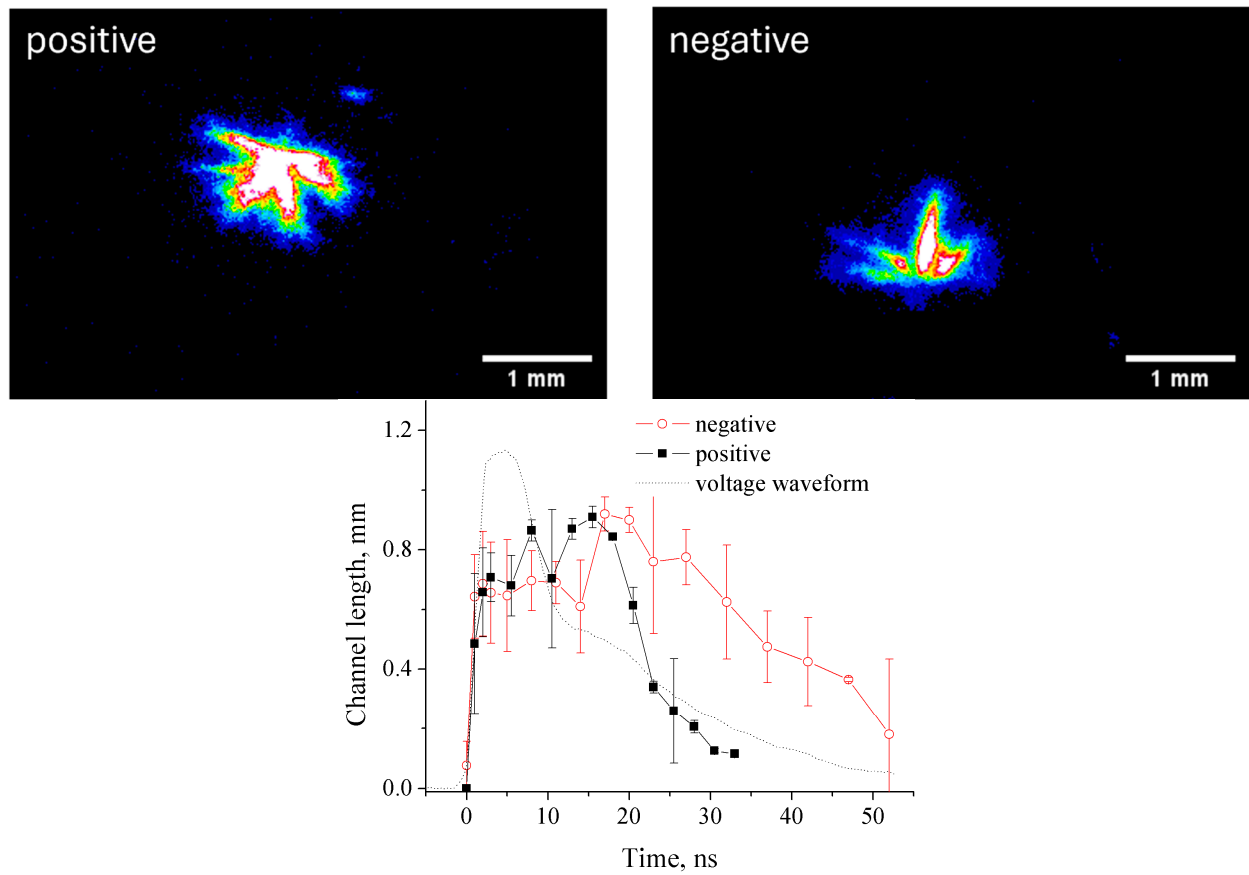 positive
negative
1 mm
1 mm
negative
positive
voltage waveform
1.2
0.8
0.4
0.0
Channel length, mm
0
10
20
30
40
50
Time, ns